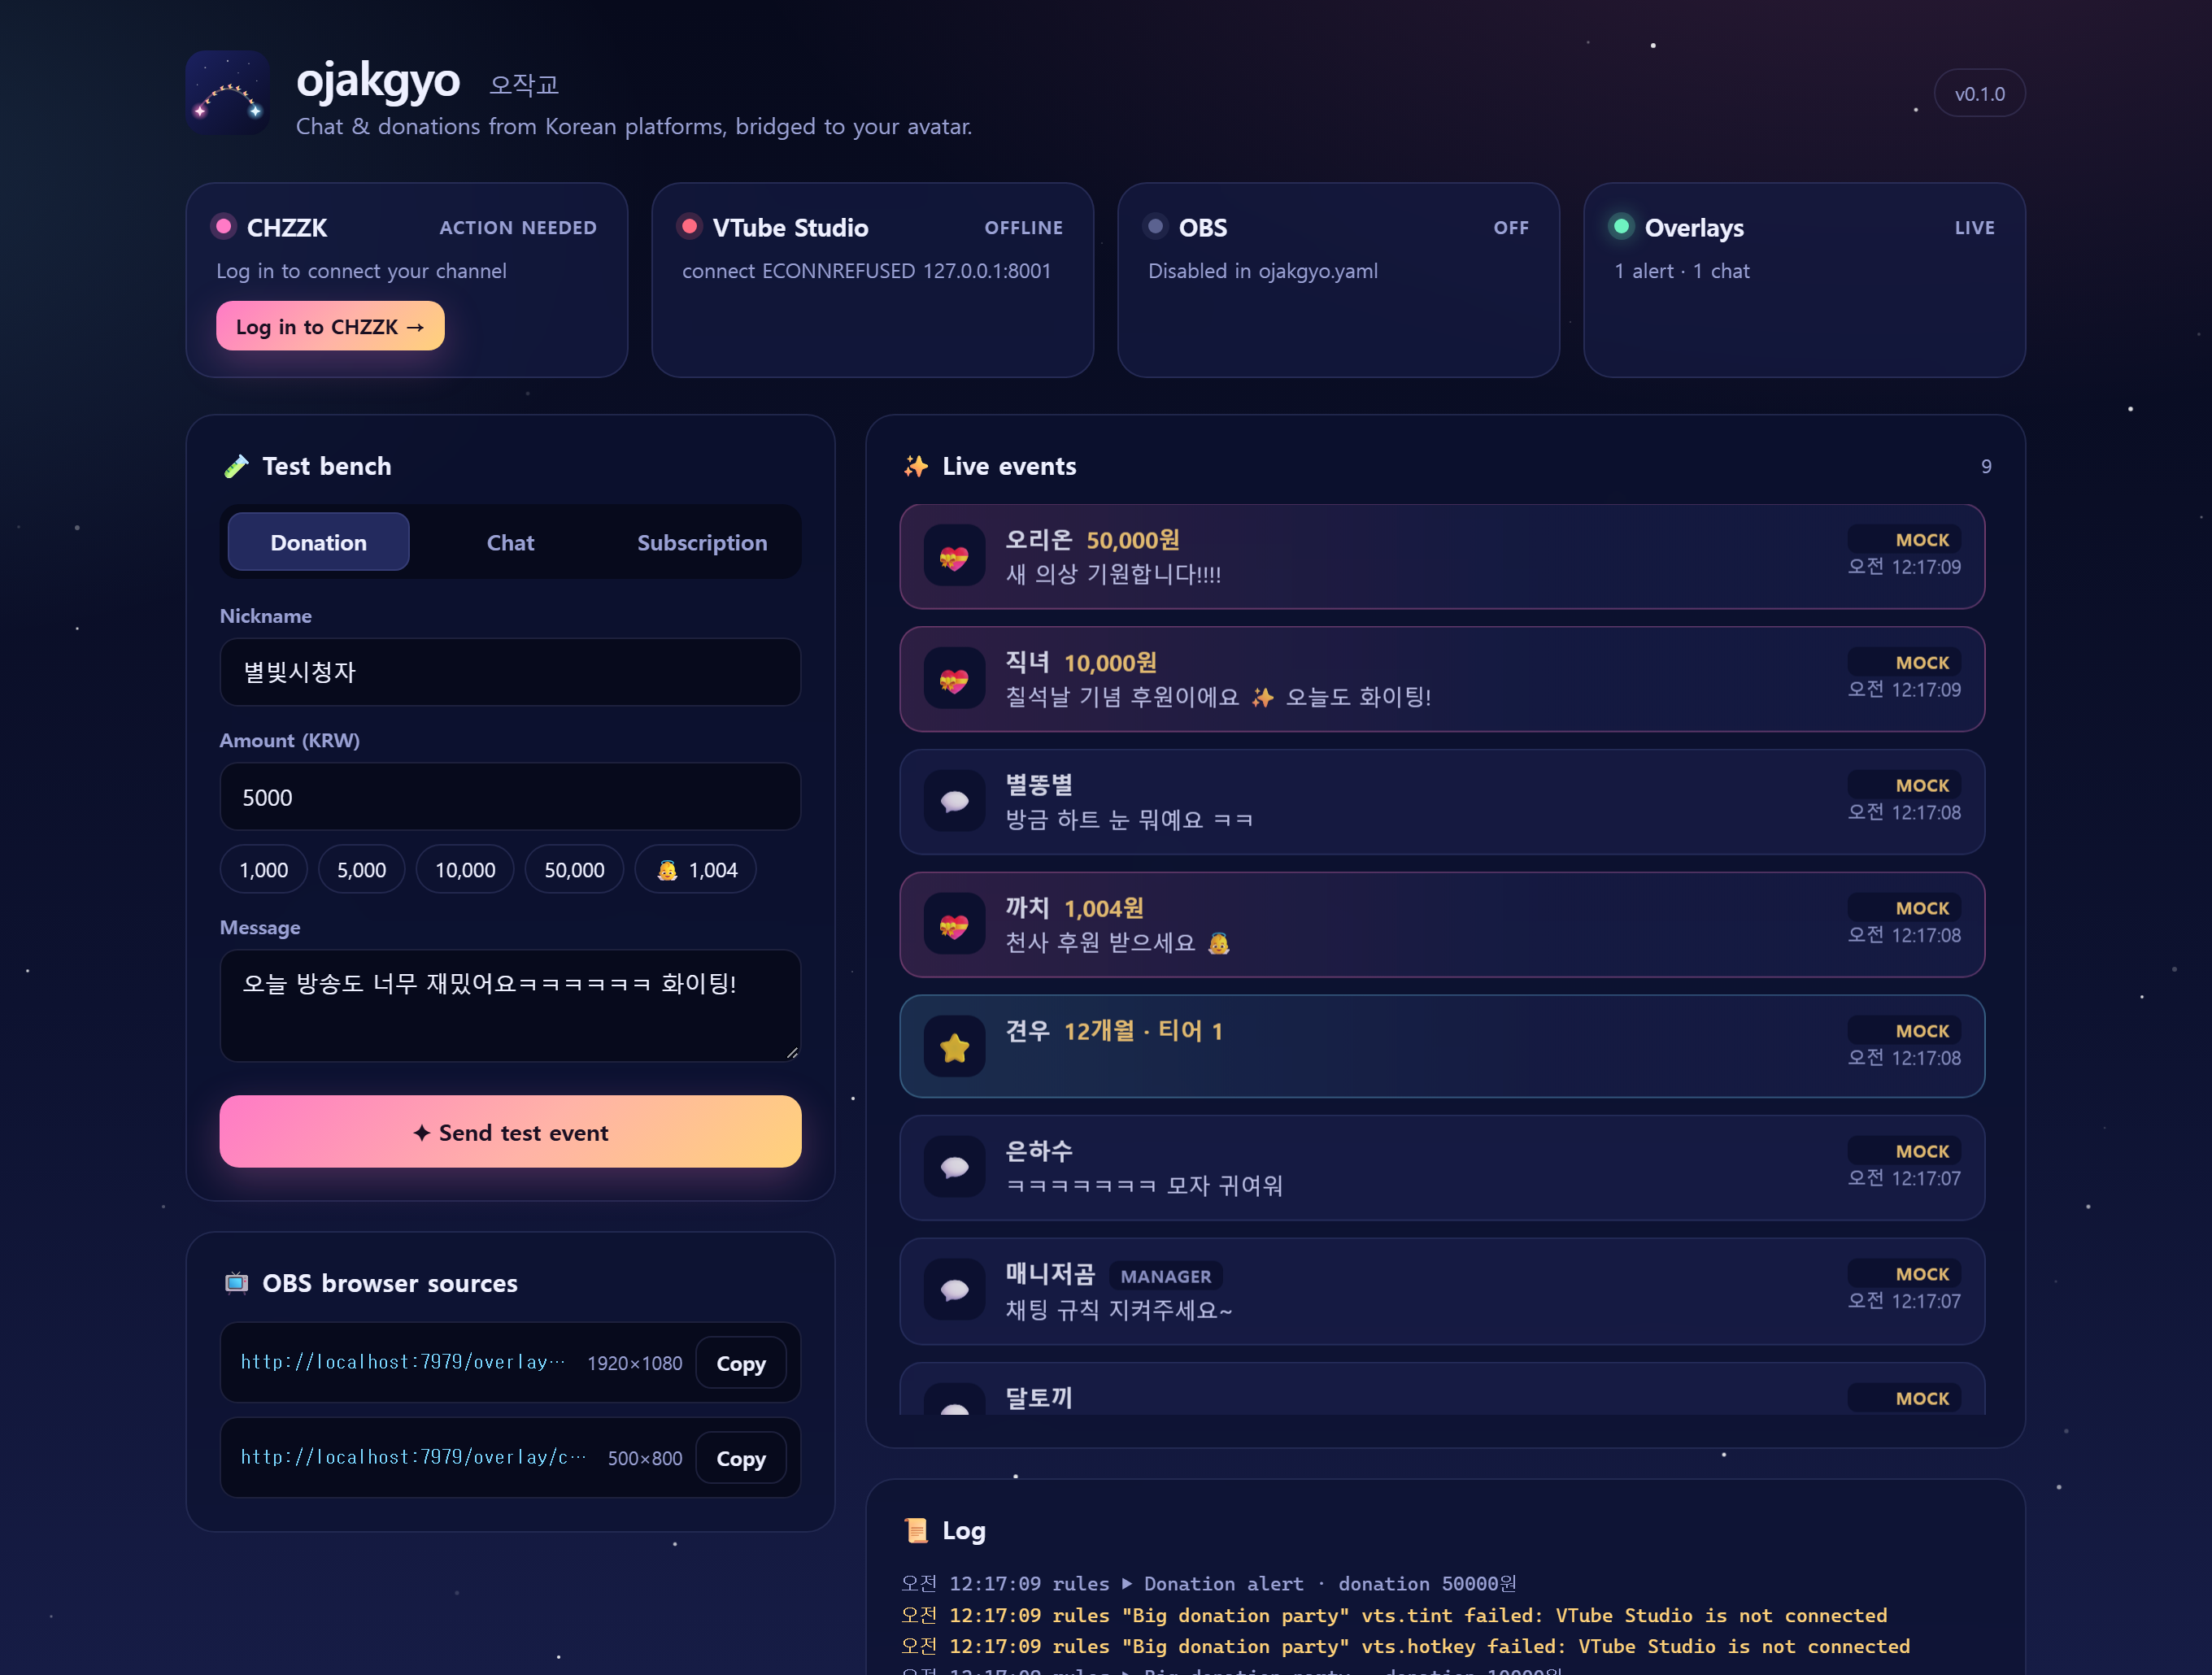 ojakgyo 오작교
Chat & donations from Korean platforms, bridged to your avatar.
v0.1.0
CHZZK ACTION NEEDED
Log in to connect your channel
Log in to CHZZK →
VTube Studio OFFLINE
connect ECONNREFUSED 127.0.0.1:8001
OBS OFF
Disabled in ojakgyo.yaml
Overlays LIVE
1 alert · 1 chat
🧪 Test bench
Donation Chat Subscription
Nickname
별빛시청자
Amount (KRW)
5000
1,000 5,000 10,000 50,000 👼 1,004
Message
오늘 방송도 너무 재밌어요ㅋㅋㅋㅋㅋㅋ 화이팅!
✦ Send test event
📺 OBS browser sources
http://localhost:7979/overlay… 1920×1080 Copy
http://localhost:7979/overlay/c… 500×800 Copy
✨ Live events 9
오리온 50,000원 MOCK
새 의상 기원합니다!!!! 오전 12:17:09
직녀 10,000원 MOCK
칠석날 기념 후원이에요 ✨ 오늘도 화이팅! 오전 12:17:09
별똥별 MOCK
방금 하트 눈 뭐예요 ㅋㅋ 오전 12:17:08
까치 1,004원 MOCK
천사 후원 받으세요 👼 오전 12:17:08
견우 12개월 · 티어 1 MOCK
오전 12:17:08
은하수 MOCK
ㅋㅋㅋㅋㅋㅋㅋ 모자 귀여워 오전 12:17:07
매니저곰 MANAGER MOCK
채팅 규칙 지켜주세요~ 오전 12:17:07
달토끼 MOCK
📜 Log
오전 12:17:09 rules ▶ Donation alert · donation 50000원
오전 12:17:09 rules "Big donation party" vts.tint failed: VTube Studio is not connected
오전 12:17:09 rules "Big donation party" vts.hotkey failed: VTube Studio is not connected